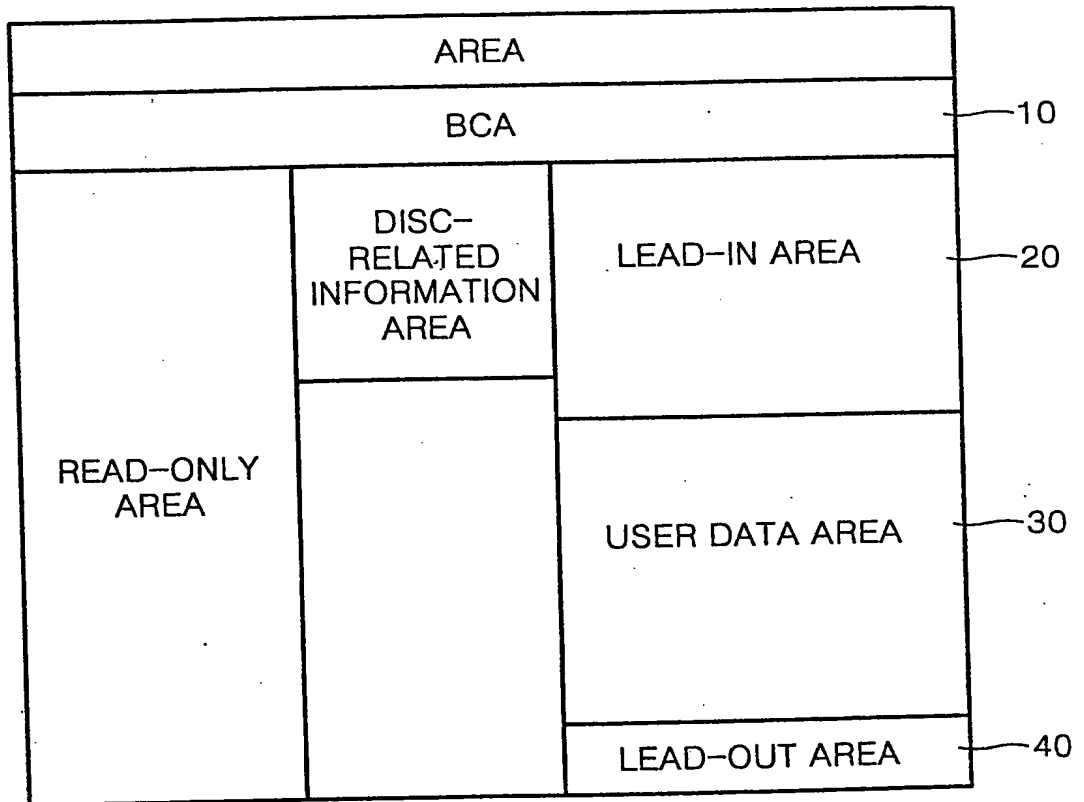 AREA
BCA
10
DISC-
RELATED
INFORMATION
AREA
LEAD-IN AREA
20
READ-ONLY
AREA
USER DATA AREA
30
LEAD-OUT AREA
40